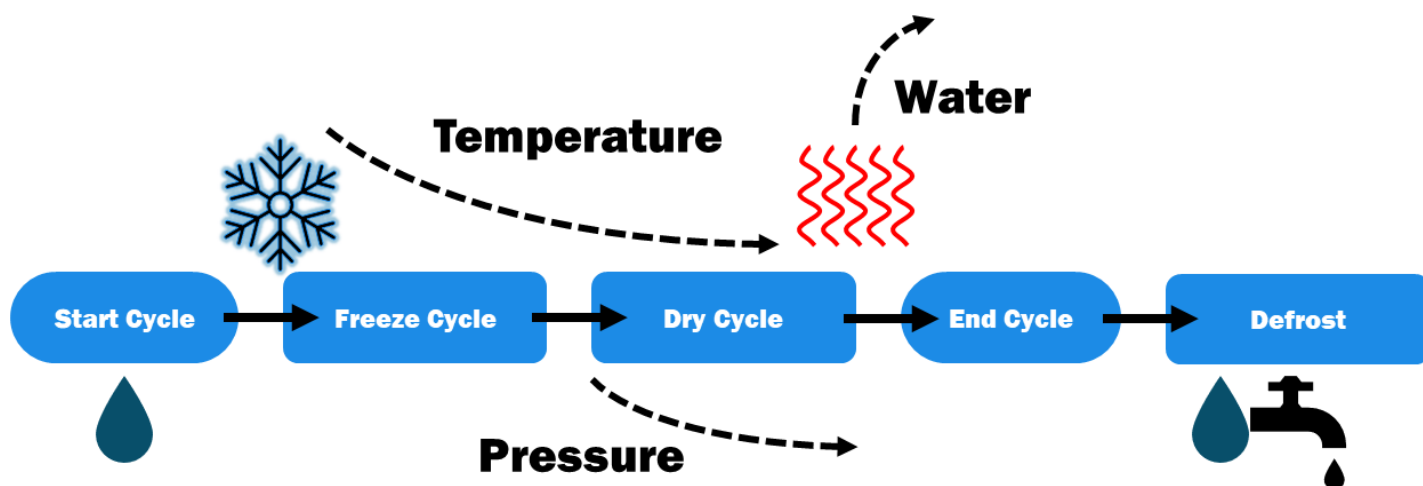 Water
Temperature
Start Cycle
Freeze Cycle
Dry Cycle
End Cycle
Defrost
Pressure